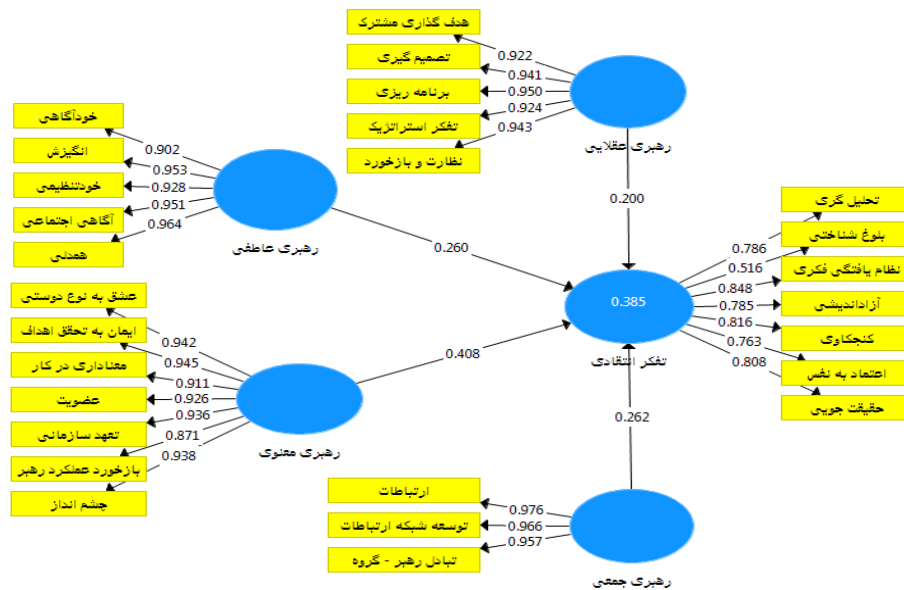 هدف گذاری مشترک
تصمیم گیری
برنامه ریزی
تفکر استراتژیک
نظارت و بازخورد
0.922
0.941
0.950
0.924
0.943
رهبری عقلایی
0.200
خودآگاهی
انگیزش
خودتنظیمی
آگاهی اجتماعی
همدلی
0.902
0.953
0.928
0.951
0.964
رهبری عاطفی
0.260
تحلیل گری
بلوغ شناختی
نظام یافتگی فکری
آزاداندیشی
کنجکاوی
اعتماد به نفس
حقیقت جویی
0.786
0.516
0.848
0.785
0.816
0.763
0.808
0.385
تفکر انتقادی
عشق به نوع دوستی
ایمان به تحقق اهداف
معناداری در کار
عضویت
تعهد سازمانی
بازخورد عملکرد رهبر
چشم انداز
0.942
0.945
0.911
0.926
0.936
0.871
0.938
رهبری معنوی
0.408
0.262
ارتباطات
توسعه شبکه ارتباطات
تبادل رهبر - گروه
0.976
0.966
0.957
رهبری جمعی